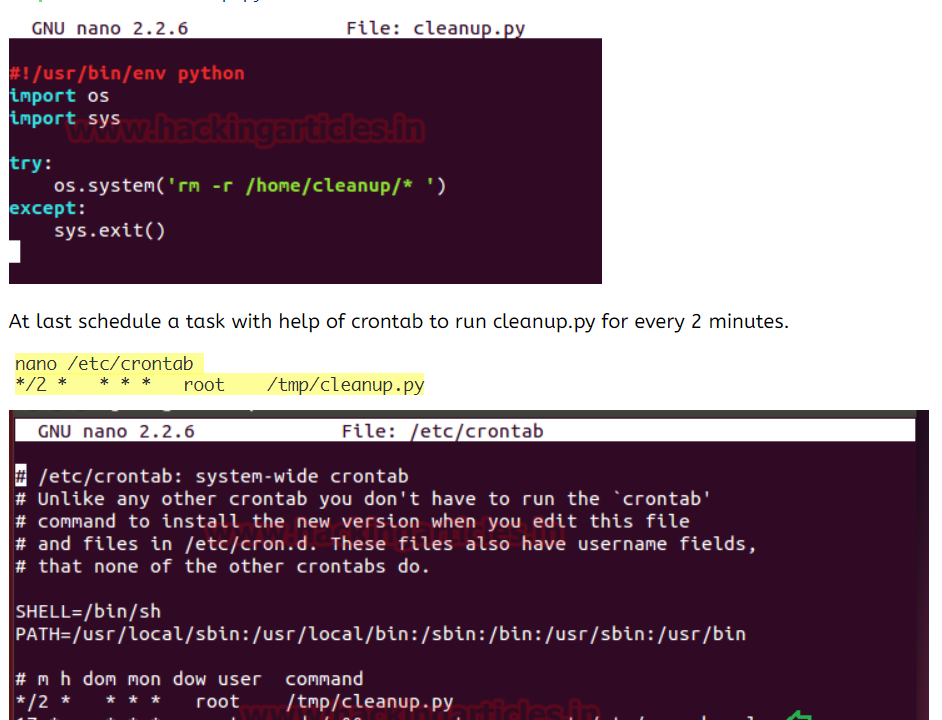 GNU nano 2.2.6 File: cleanup.py
#!/usr/bin/env python
import os
import sys
www.hackingarticles.in
try:
os.system('rm -r /home/cleanup/* ')
except:
sys.exit()
At last schedule a task with help of crontab to run cleanup.py for every 2 minutes.
nano /etc/crontab
*/2 * * * * root /tmp/cleanup.py
GNU nano 2.2.6 File: /etc/crontab
# /etc/crontab: system-wide crontab
# Unlike any other crontab you don't have to run the `crontab'
# command to install the new version when you edit this file
www.hackingarticles.in
# and files in /etc/cron.d. These files also have username fields,
# that none of the other crontabs do.
SHELL=/bin/sh
PATH=/usr/local/sbin:/usr/local/bin:/sbin:/bin:/usr/sbin:/usr/bin
# m h dom mon dow user command
*/2 * * * * root /tmp/cleanup.py
www.hackingarticles.in